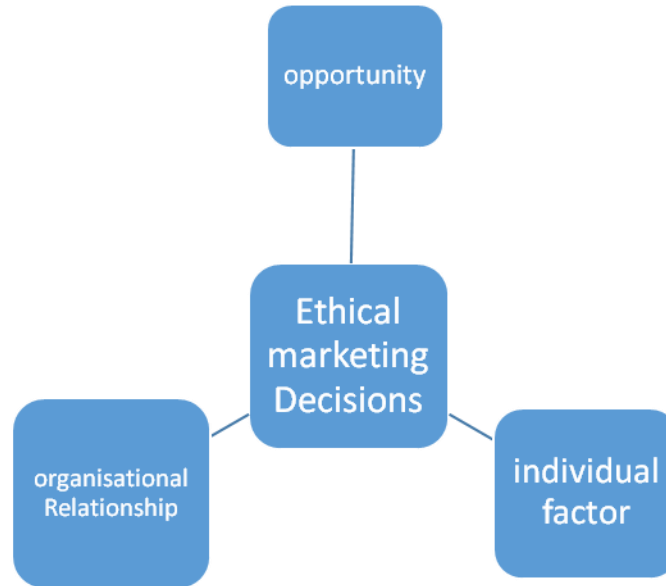 opportunity
Ethical
marketing
Decisions
organisational
Relationship
individual
factor